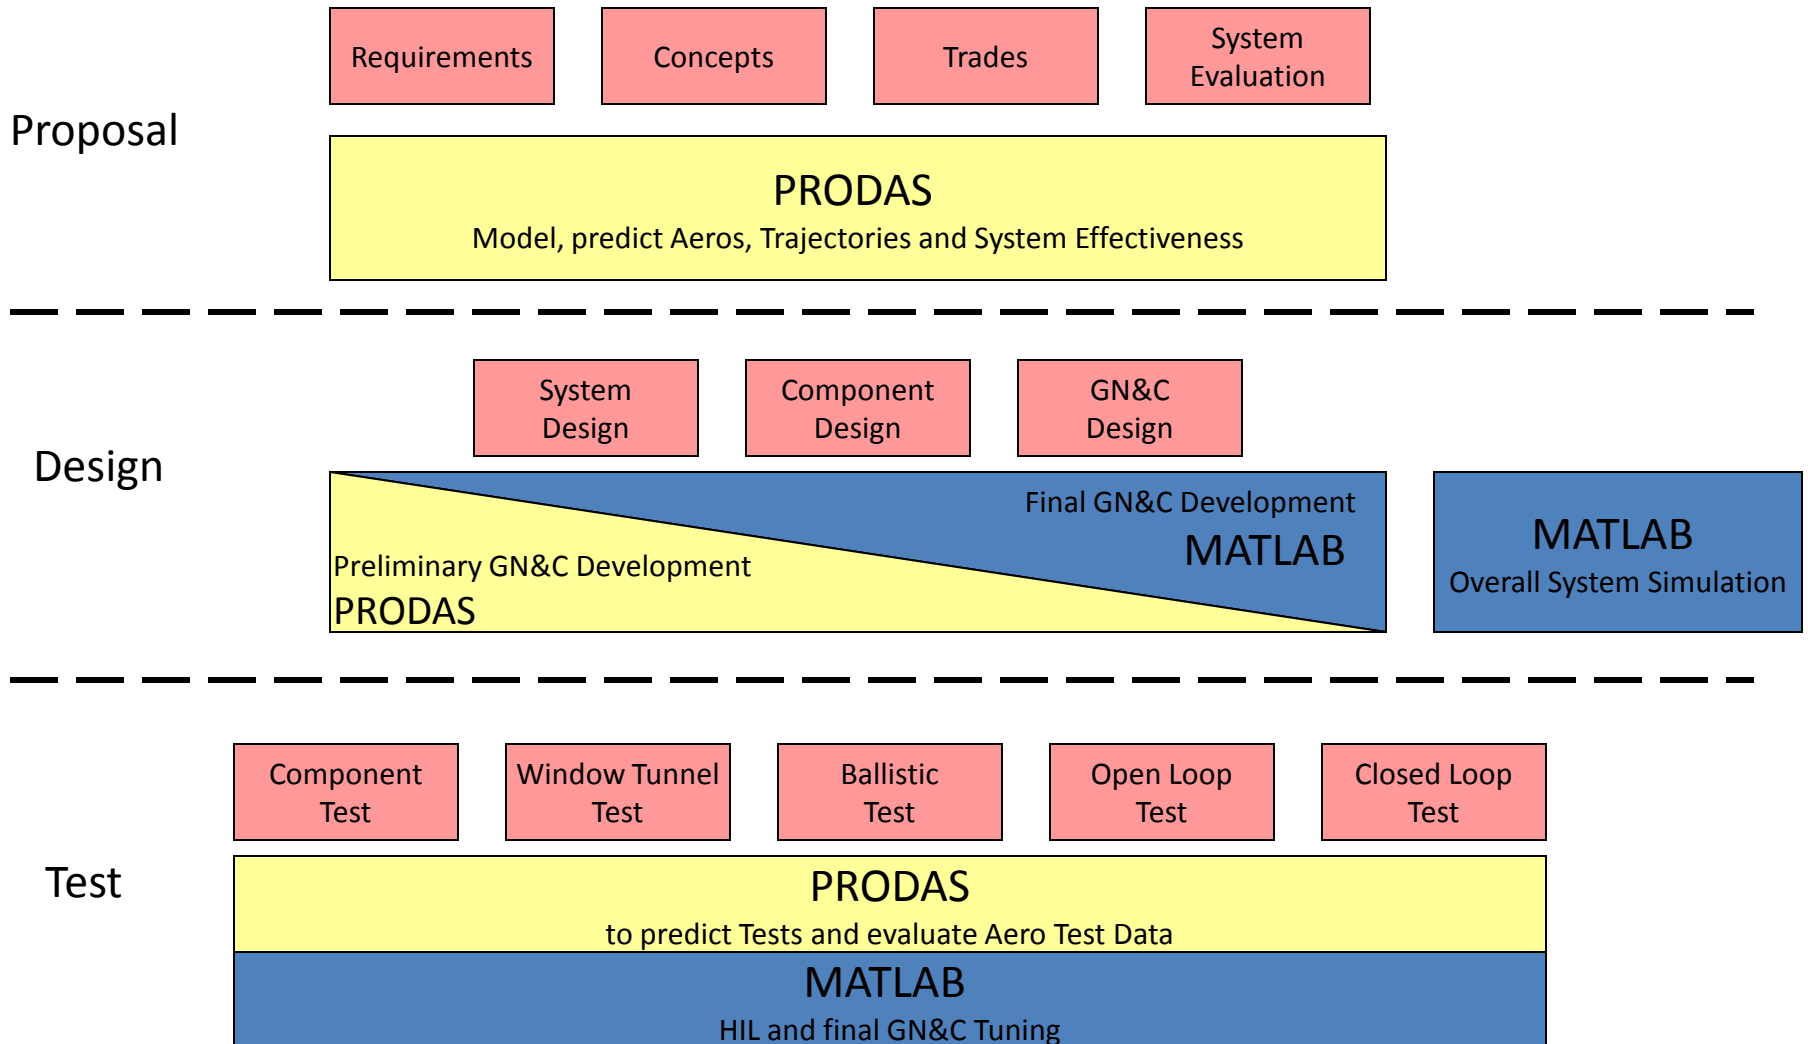 Requirements
Concepts
Trades
System
Evaluation
Proposal
PRODAS
Model, predict Aeros, Trajectories and System Effectiveness
System
Design
Component
Design
GN&C
Design
Design
Final GN&C Development
MATLAB
Preliminary GN&C Development
PRODAS
MATLAB
Overall System Simulation
Component
Test
Window Tunnel
Test
Ballistic
Test
Open Loop
Test
Closed Loop
Test
Test
PRODAS
to predict Tests and evaluate Aero Test Data
MATLAB
HIL and final GN&C Tuning